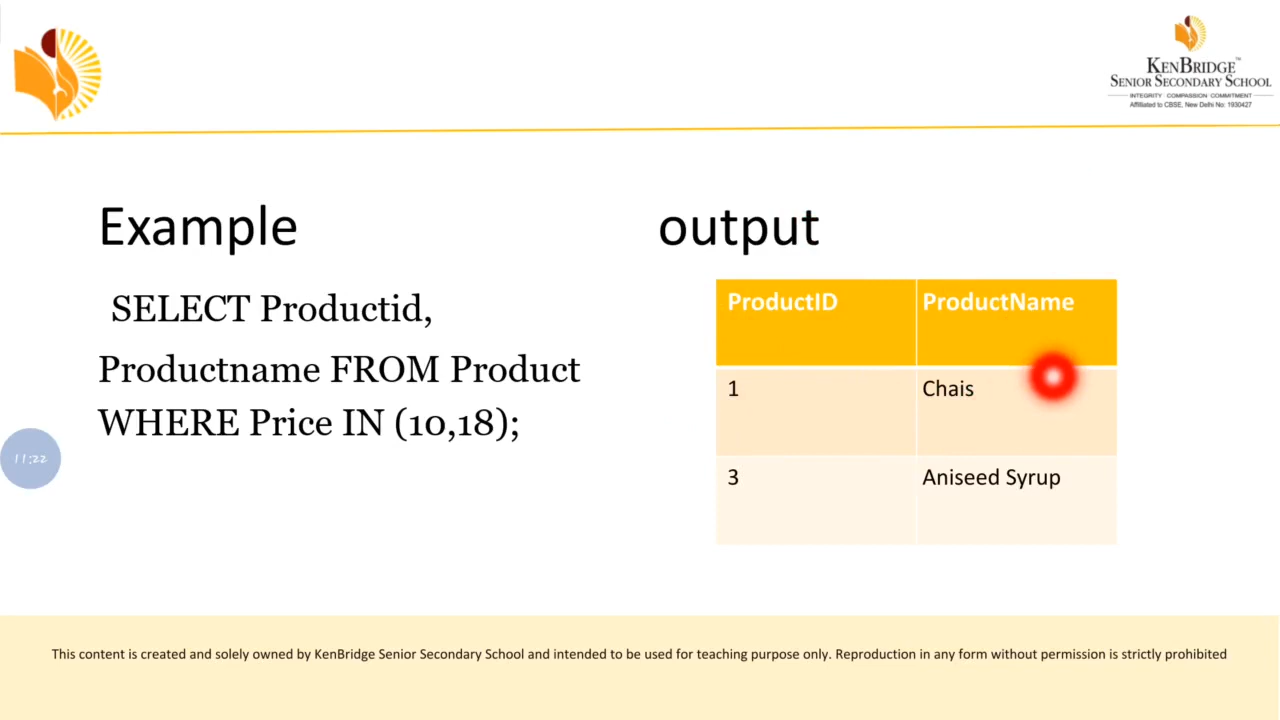 KENBRIDGE™
SENIOR SECONDARY SCHOOL
INTEGRITY COMPASSION COMMITMENT
Affiliated to CBSE, New Delhi No: 1930427
Example
output
SELECT Productid,
Productname FROM Product
WHERE Price IN (10,18);
ProductID ProductName
1 Chais
3 Aniseed Syrup
11:22
This content is created and solely owned by KenBridge Senior Secondary School and intended to be used for teaching purpose only. Reproduction in any form without permission is strictly prohibited